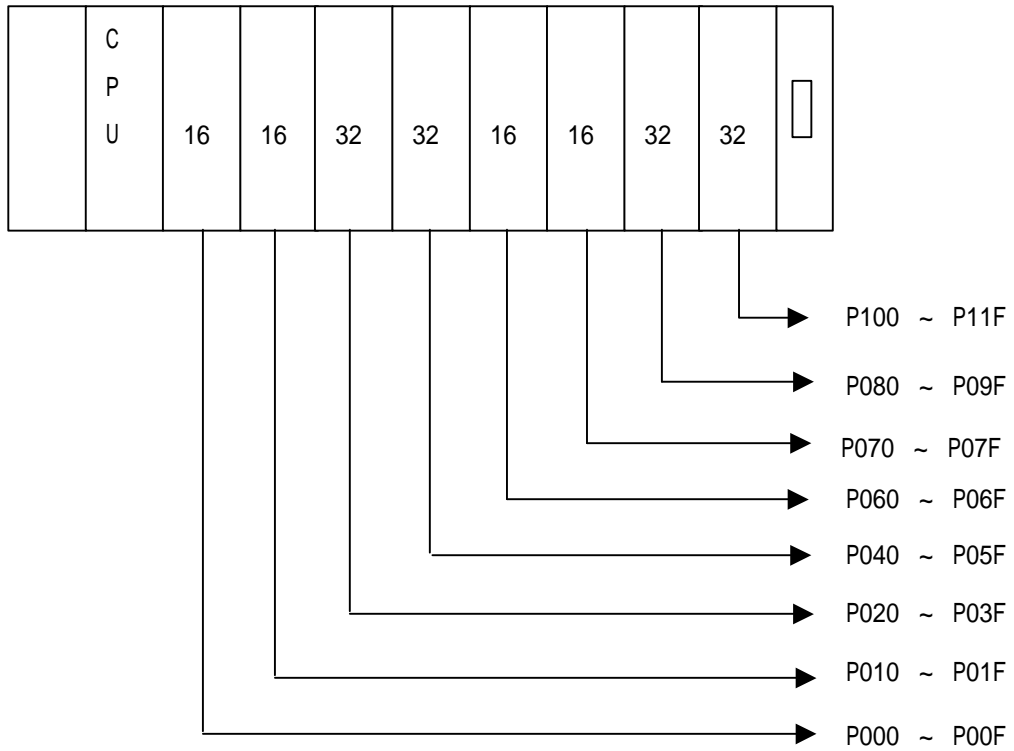 C
P
U
16 16 32 32 16 16 32 32
P100 ~ P11F
P080 ~ P09F
P070 ~ P07F
P060 ~ P06F
P040 ~ P05F
P020 ~ P03F
P010 ~ P01F
P000 ~ P00F